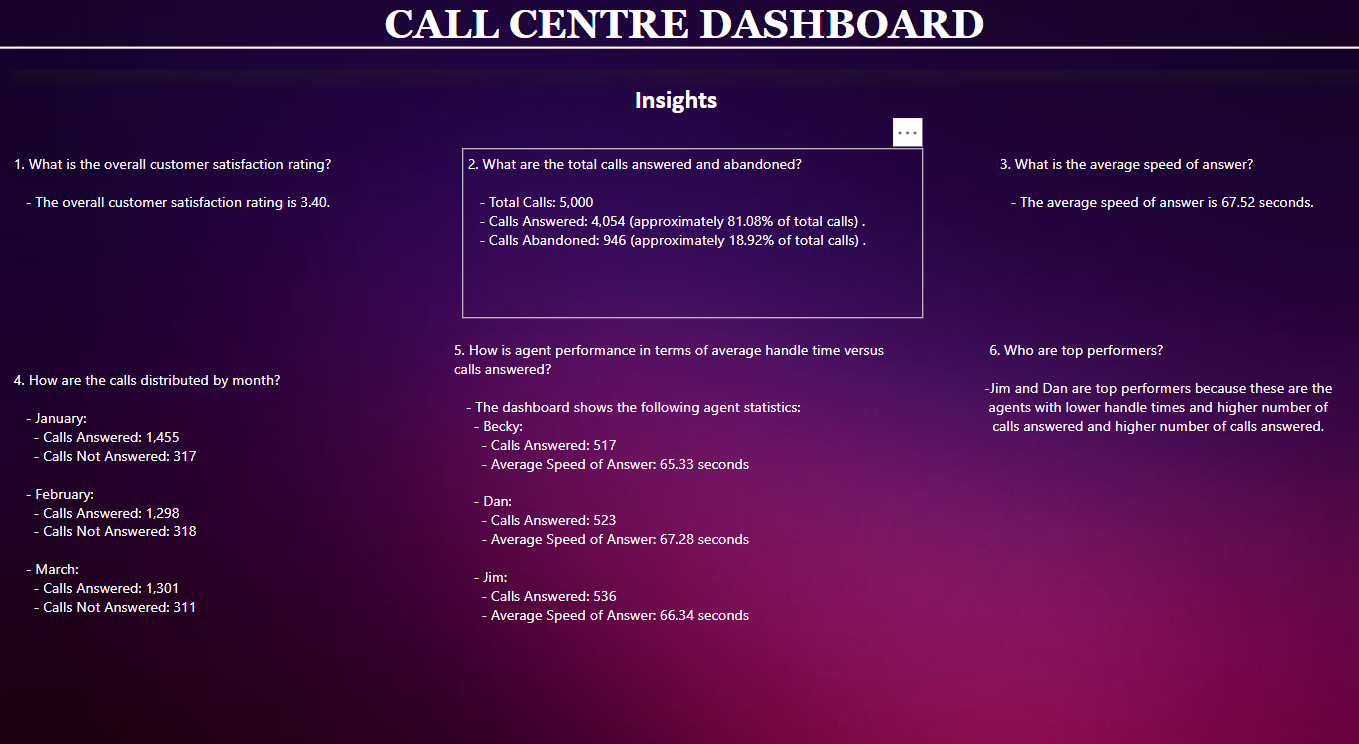 CALL CENTRE DASHBOARD
Insights
...
1. What is the overall customer satisfaction rating?
- The overall customer satisfaction rating is 3.40.
2. What are the total calls answered and abandoned?
- Total Calls: 5,000
- Calls Answered: 4,054 (approximately 81.08% of total calls) .
- Calls Abandoned: 946 (approximately 18.92% of total calls) .
3. What is the average speed of answer?
- The average speed of answer is 67.52 seconds.
4. How are the calls distributed by month?
- January:
- Calls Answered: 1,455
- Calls Not Answered: 317
- February:
- Calls Answered: 1,298
- Calls Not Answered: 318
- March:
- Calls Answered: 1,301
- Calls Not Answered: 311
5. How is agent performance in terms of average handle time versus
calls answered?
- The dashboard shows the following agent statistics:
- Becky:
- Calls Answered: 517
- Average Speed of Answer: 65.33 seconds
- Dan:
- Calls Answered: 523
- Average Speed of Answer: 67.28 seconds
- Jim:
- Calls Answered: 536
- Average Speed of Answer: 66.34 seconds
6. Who are top performers?
-Jim and Dan are top performers because these are the
agents with lower handle times and higher number of
calls answered and higher number of calls answered.